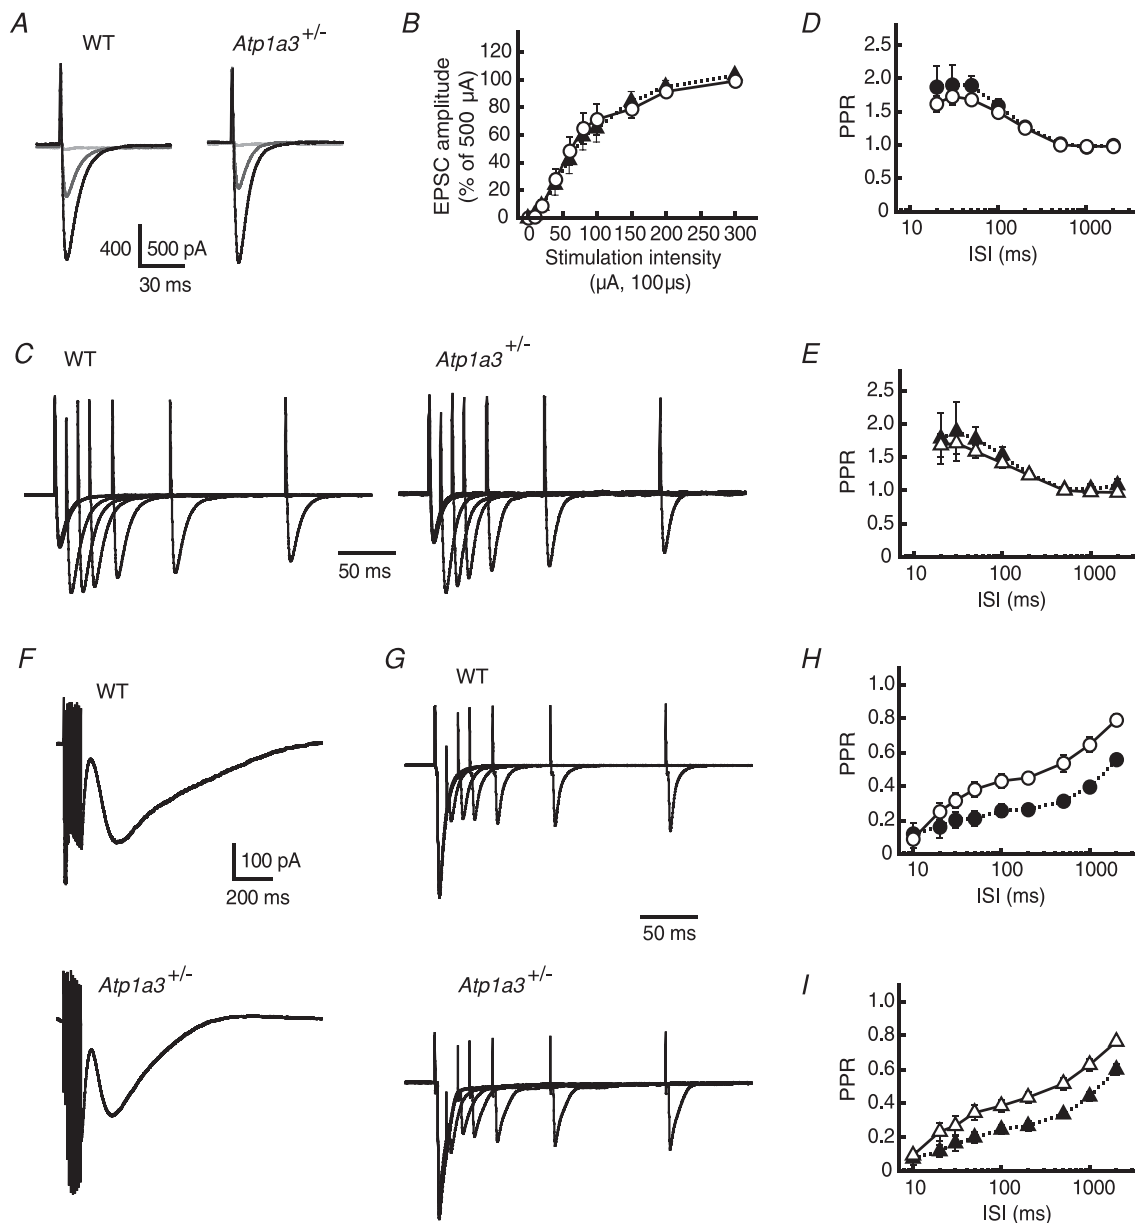 A
WT
Atp1a3+/-
400 500 pA
30 ms
B
EPSC amplitude
(% of 500 µA)
120
100
80
60
40
20
0
0 50 100 150 200 250 300
Stimulation intensity
(µA, 100µs)
D
PPR
2.5
2.0
1.5
1.0
0.5
0
10 100 1000
ISI (ms)
C
WT
Atp1a3+/-
50 ms
E
PPR
2.5
2.0
1.5
1.0
0.5
0
10 100 1000
ISI (ms)
F
WT
100 pA
200 ms
Atp1a3+/-
G
WT
50 ms
Atp1a3+/-
H
PPR
1.0
0.8
0.6
0.4
0.2
0
10 100 1000
ISI (ms)
I
PPR
1.0
0.8
0.6
0.4
0.2
0
10 100 1000
ISI (ms)